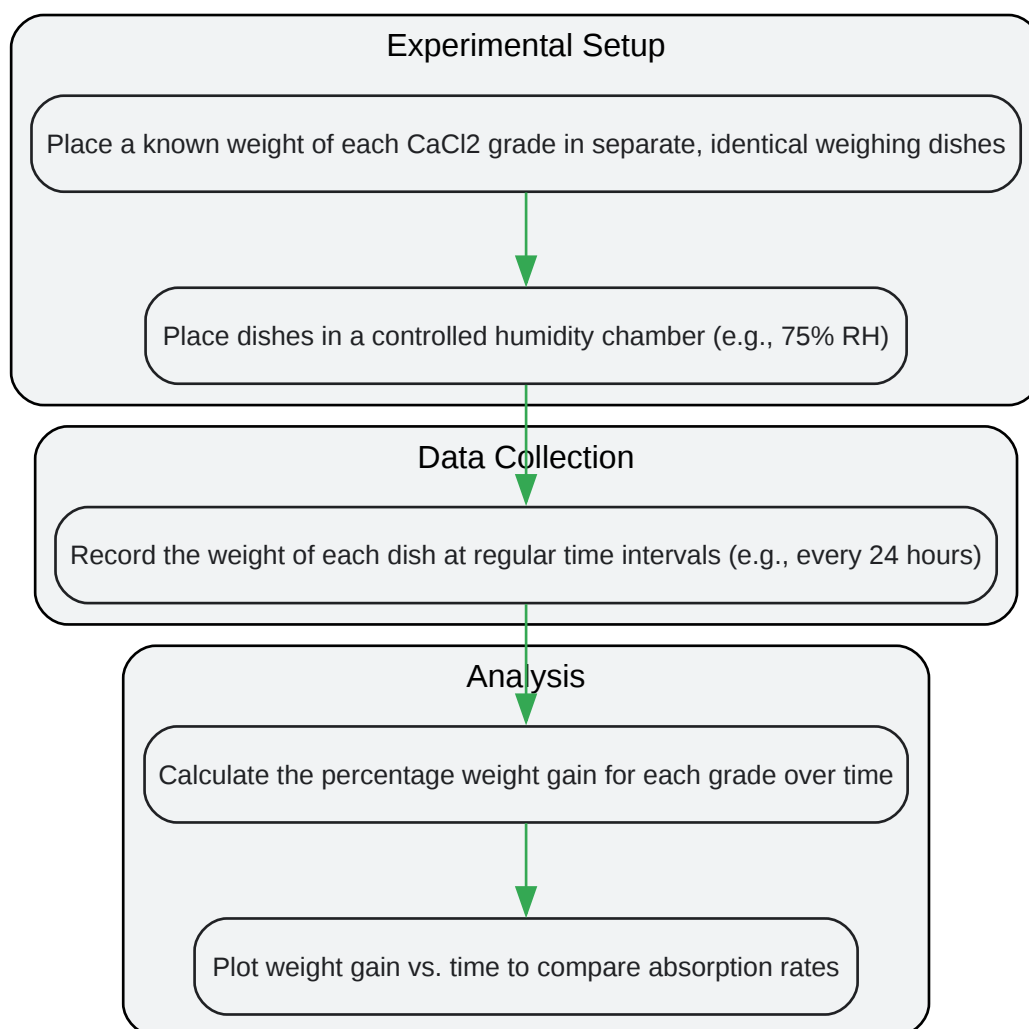 Experimental Setup
Place a known weight of each CaCl2 grade in separate, identical weighing dishes
Place dishes in a controlled humidity chamber (e.g., 75% RH)
Data Collection
Record the weight of each dish at regular time intervals (e.g., every 24 hours)
Analysis
Calculate the percentage weight gain for each grade over time
Plot weight gain vs. time to compare absorption rates